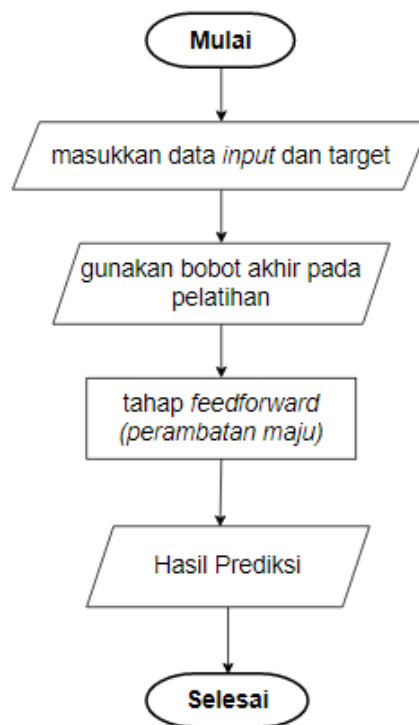 Mulai
masukkan data input dan target
gunakan bobot akhir pada
pelatihan
tahap feedforward
(perambatan maju)
Hasil Prediksi
Selesai